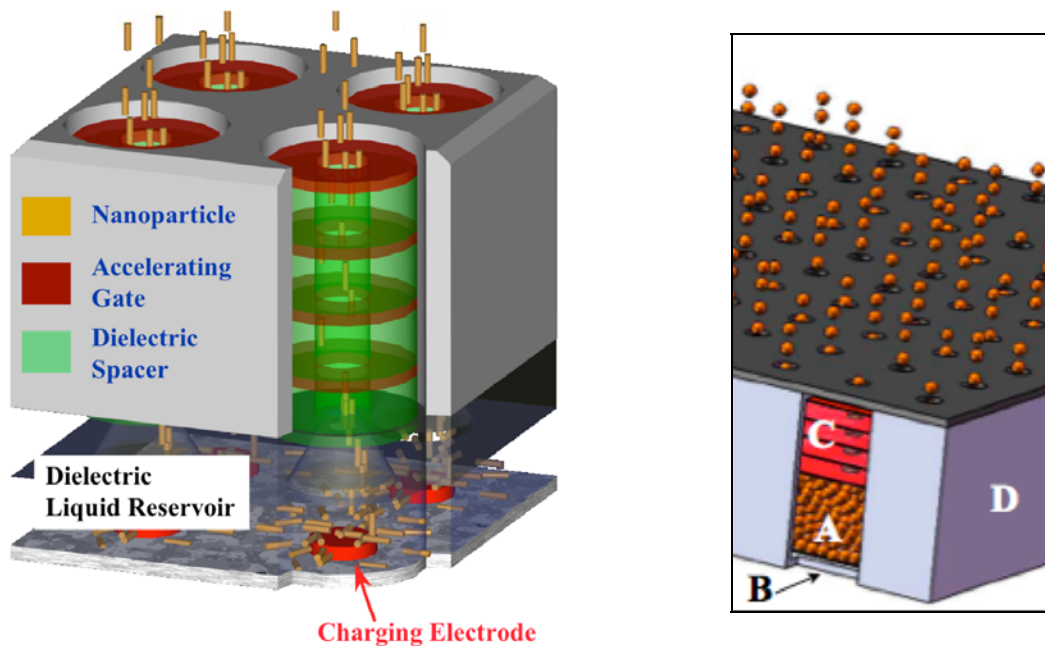 Nanoparticle
Accelerating
Gate
Dielectric
Spacer
Dielectric
Liquid Reservoir
Charging Electrode
C
A
D
B